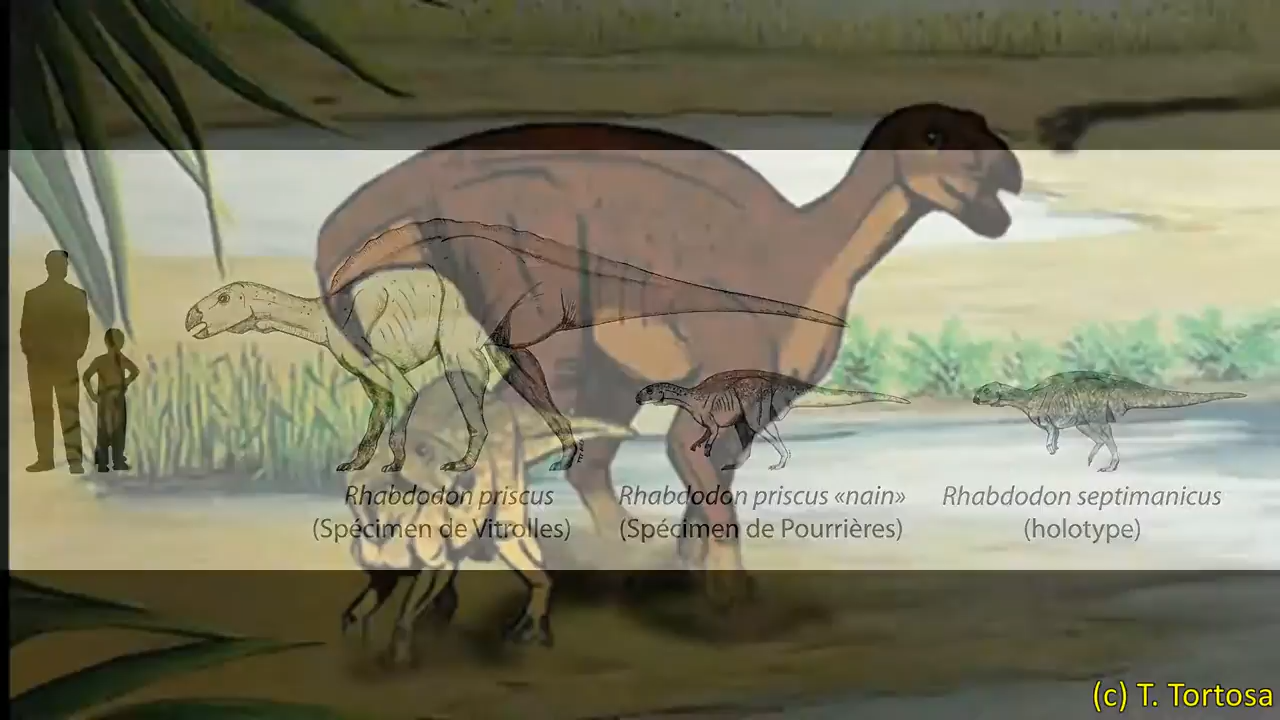 Rhabdodon priscus
(Spécimen de Vitrolles)
Rhabdodon priscus «nain»
(Spécimen de Pourrières)
Rhabdodon septimanicus
(holotype)
(c) T. Tortosa